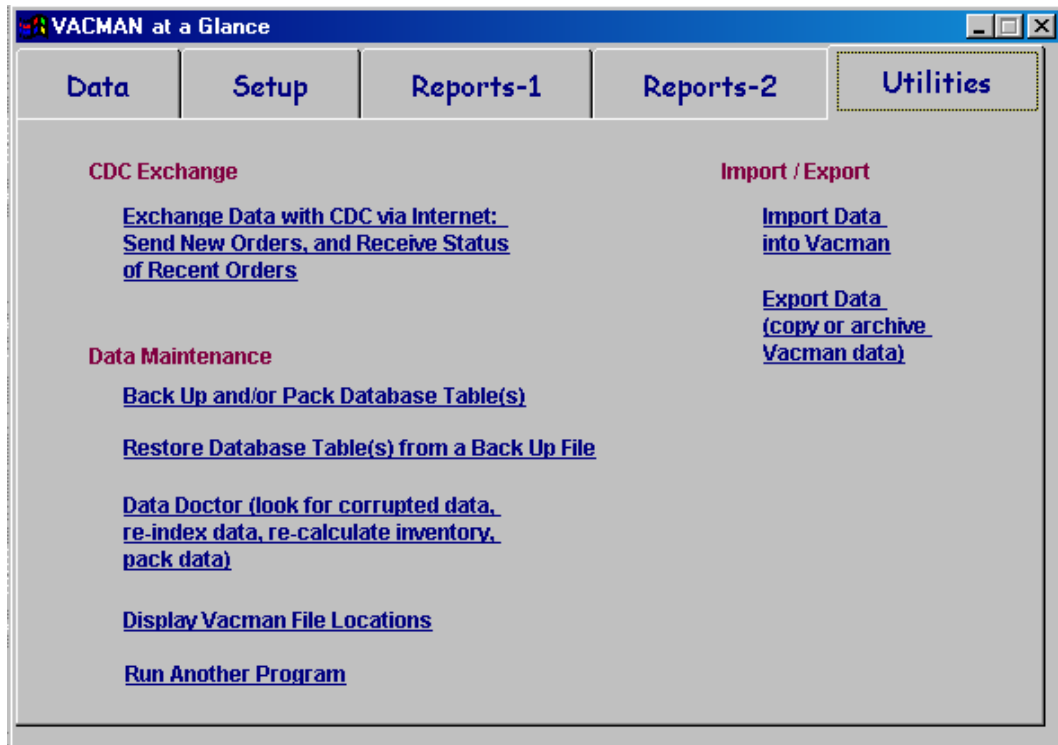 VACMAN at a Glance
Data
Setup
Reports-1
Reports-2
Utilities
CDC Exchange
Exchange Data with CDC via Internet:
Send New Orders, and Receive Status
of Recent Orders
Data Maintenance
Back Up and/or Pack Database Table(s)
Restore Database Table(s) from a Back Up File
Data Doctor (look for corrupted data,
re-index data, re-calculate inventory,
pack data)
Display Vacman File Locations
Run Another Program
Import / Export
Import Data
into Vacman
Export Data
(copy or archive
Vacman data)